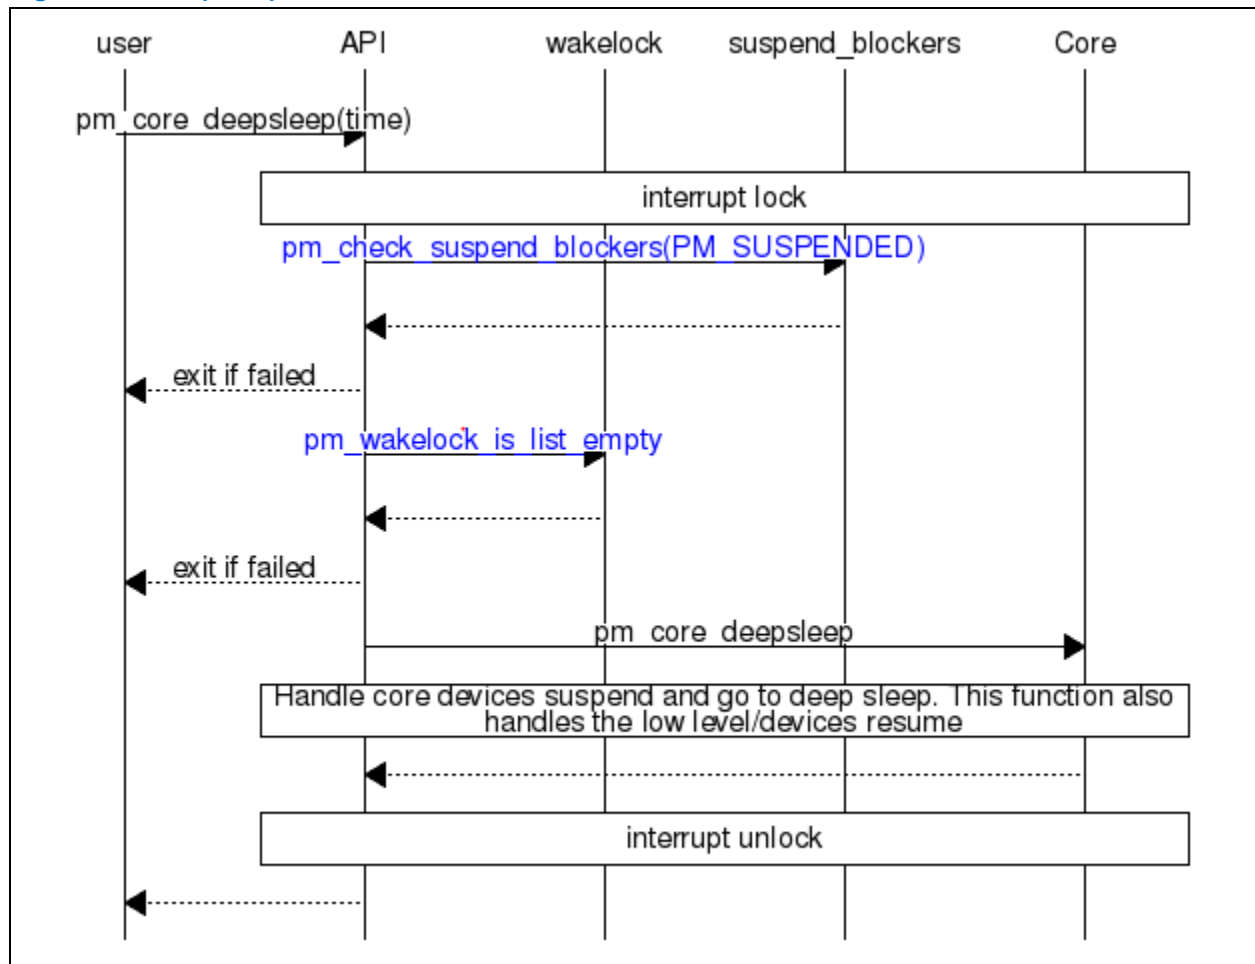 user API wakelock suspend_blockers Core
pm_core_deepsleep(time)
interrupt lock
pm_check_suspend_blockers(PM_SUSPENDED)
exit if failed
pm_wakelock_is_list_empty
exit if failed
pm_core_deepsleep
Handle core devices suspend and go to deep sleep. This function also
handles the low level/devices resume
interrupt unlock